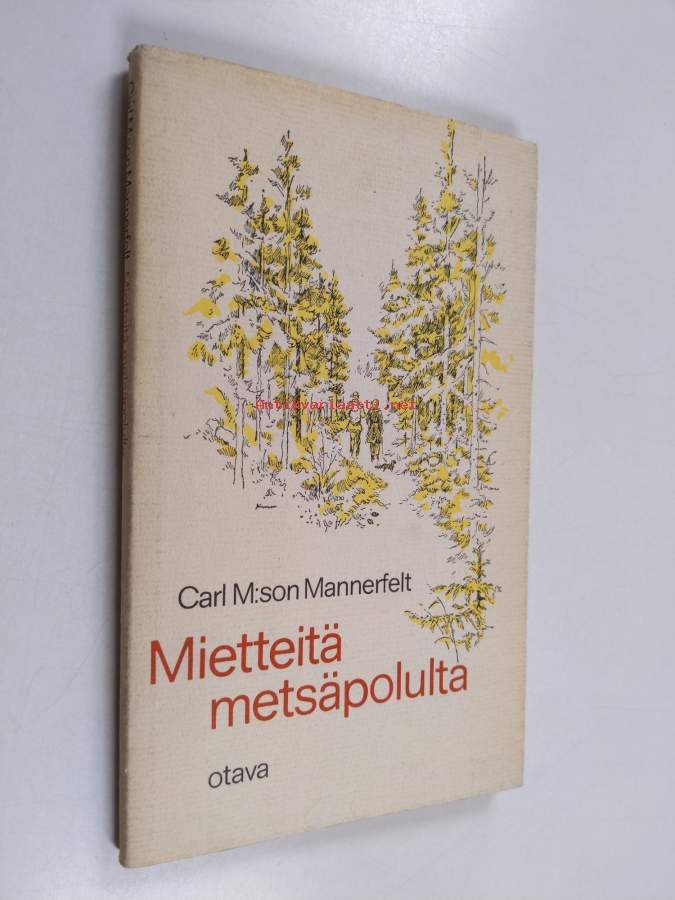 Antikvariaatti.net
Carl M:son Mannerfelt
Mietteitä
metsäpolulta
otava